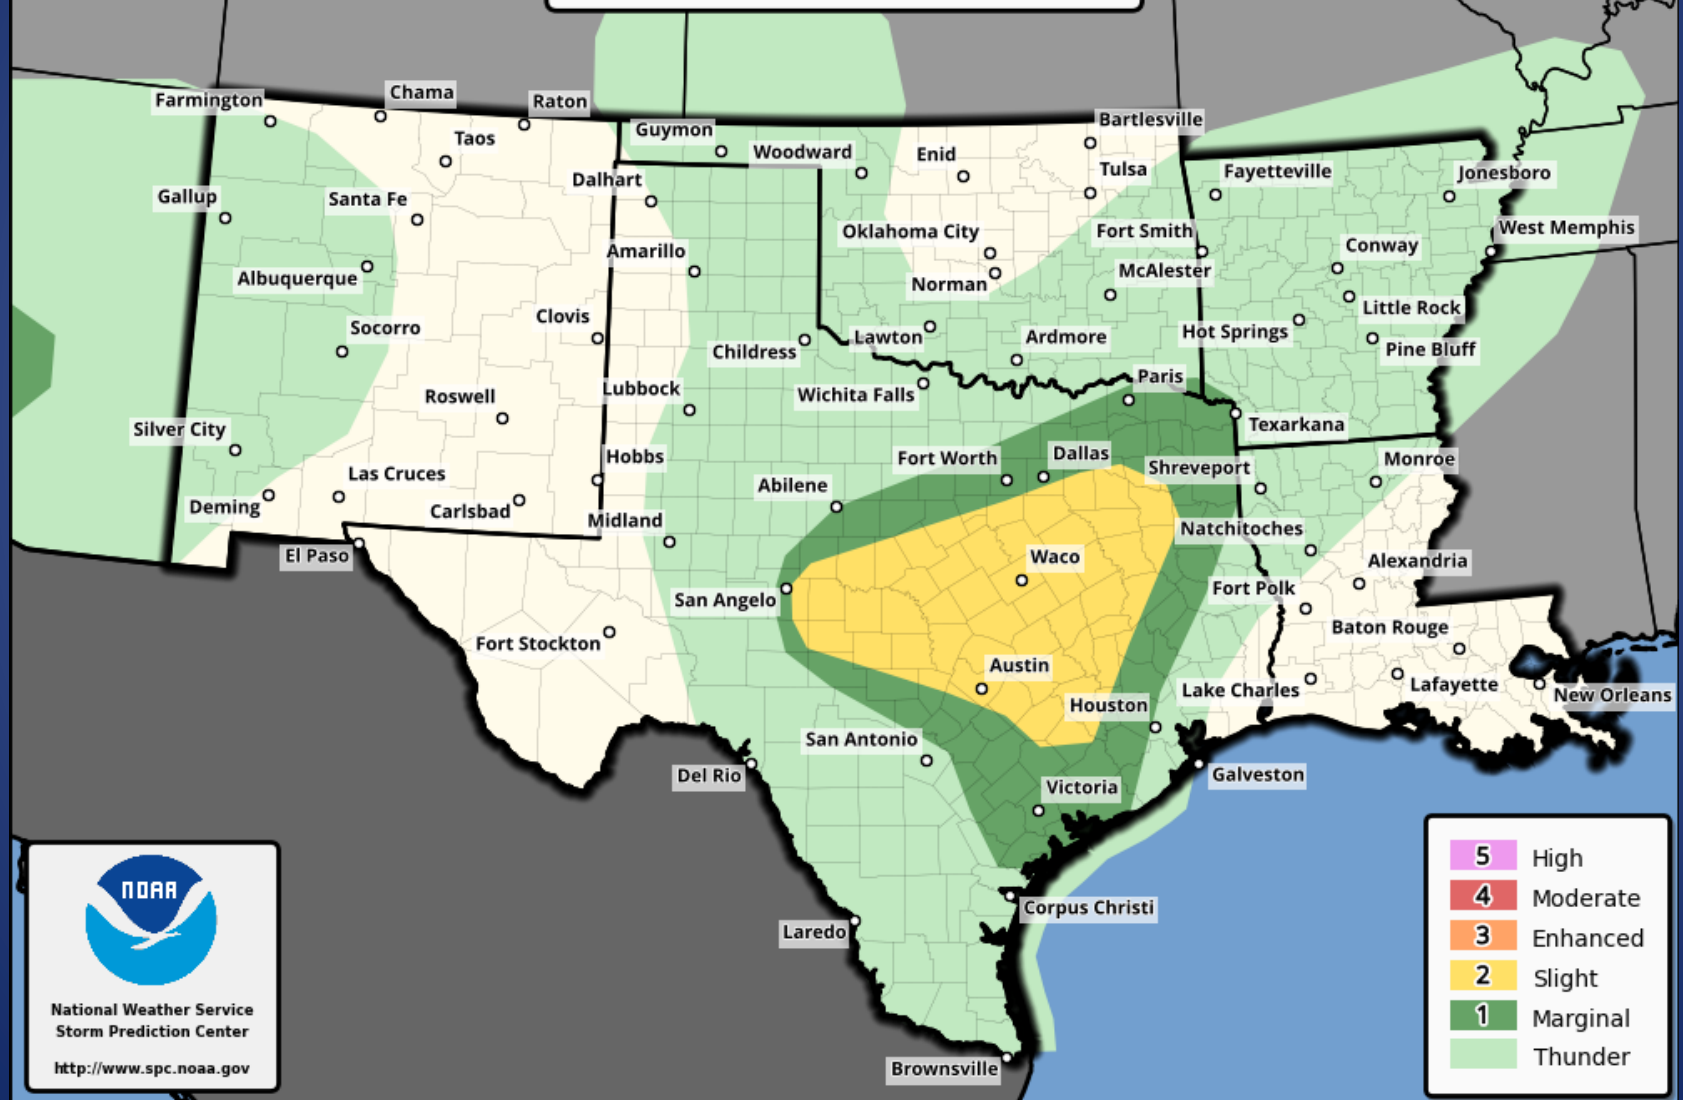 Chama
Farmington
Raton
Taos
Guymon
Bartlesville
Woodward
Enid
Tulsa
Fayetteville
Jonesboro
Dalhart
Gallup
Santa Fe
Oklahoma City
Fort Smith
West Memphis
Amarillo
Conway
Albuquerque
McAlester
Norman
Clovis
Little Rock
Socorro
Lawton
Ardmore
Hot Springs
Childress
Pine Bluff
Paris
Lubbock
Wichita Falls
Roswell
Texarkana
Silver City
Hobbs
Fort Worth
Dallas
Shreveport
Monroe
Las Cruces
Abilene
Deming
Carlsbad
Midland
Natchitoches
El Paso
Waco
Alexandria
San Angelo
Fort Polk
Baton Rouge
Fort Stockton
Austin
Lake Charles
Lafayette
New Orleans
Houston
San Antonio
Del Rio
Galveston
Victoria
Corpus Christi
Laredo
Brownsville
NOAA
National Weather Service
Storm Prediction Center
http://www.spc.noaa.gov
5 High
4 Moderate
3 Enhanced
2 Slight
1 Marginal
Thunder